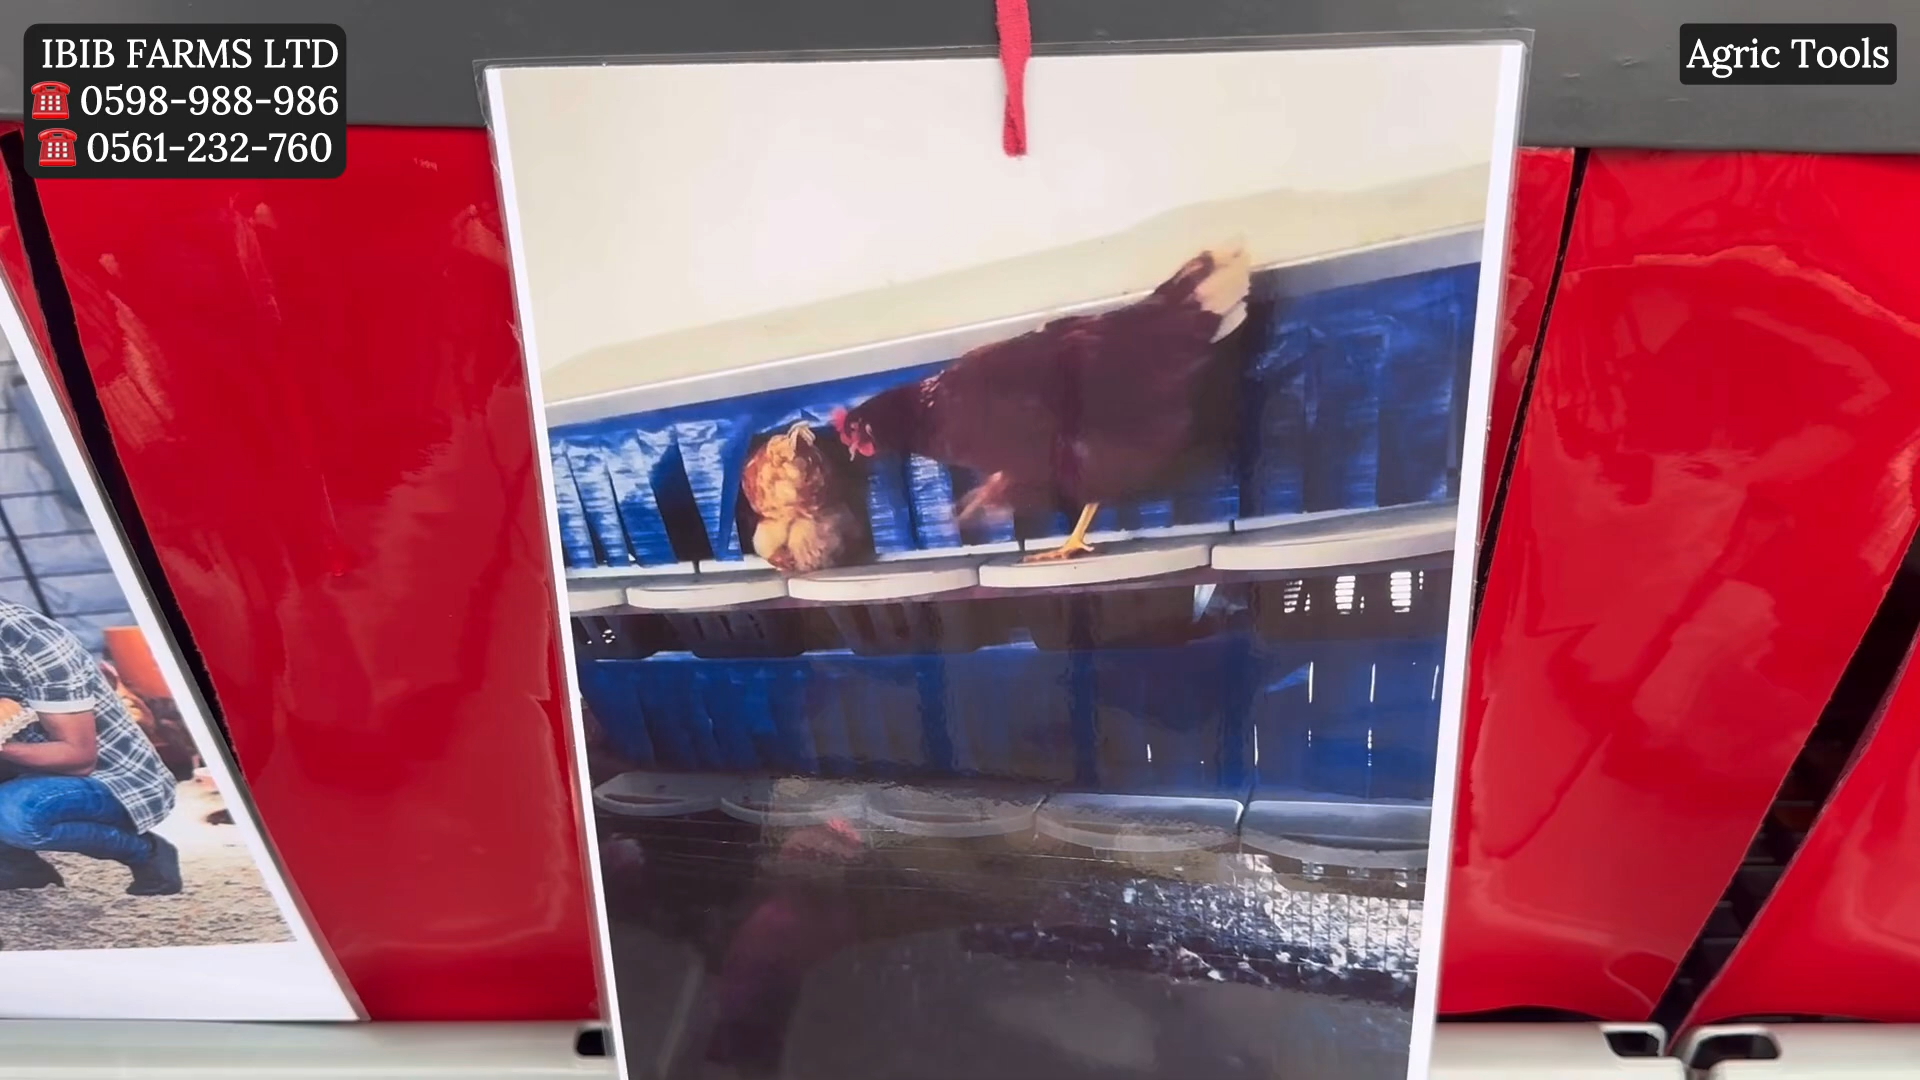 IBIB FARMS LTD
☎️ 0598-988-986
☎️ 0561-232-760
Agric Tools